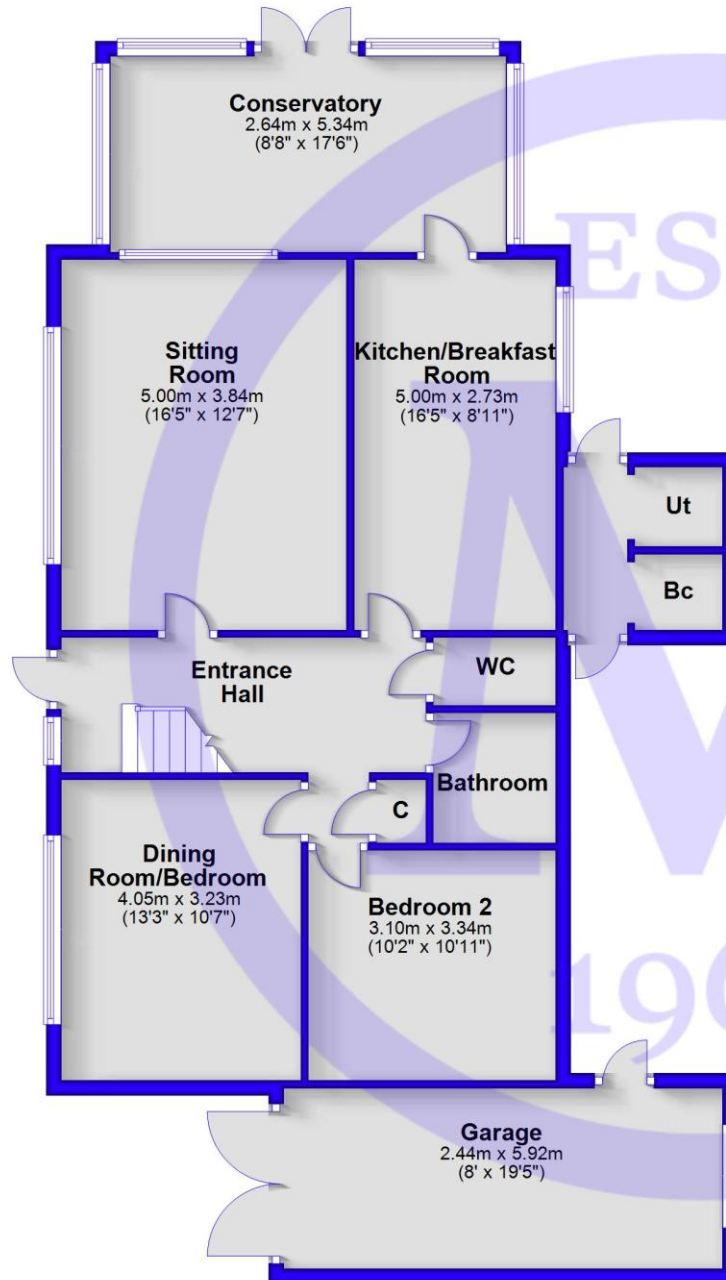 Conservatory
2.64m x 5.34m
(8'8" x 17'6")
ES
Sitting
Room
5.00m x 3.84m
(16'5" x 12'7")
Kitchen/Breakfast
Room
5.00m x 2.73m
(16'5" x 8'11")
Ut
Bc
Entrance
Hall
WC
Bathroom
C
Dining
Room/Bedroom
4.05m x 3.23m
(13'3" x 10'7")
Bedroom 2
3.10m x 3.34m
(10'2" x 10'11")
M
196
Garage
2.44m x 5.92m
(8' x 19'5")